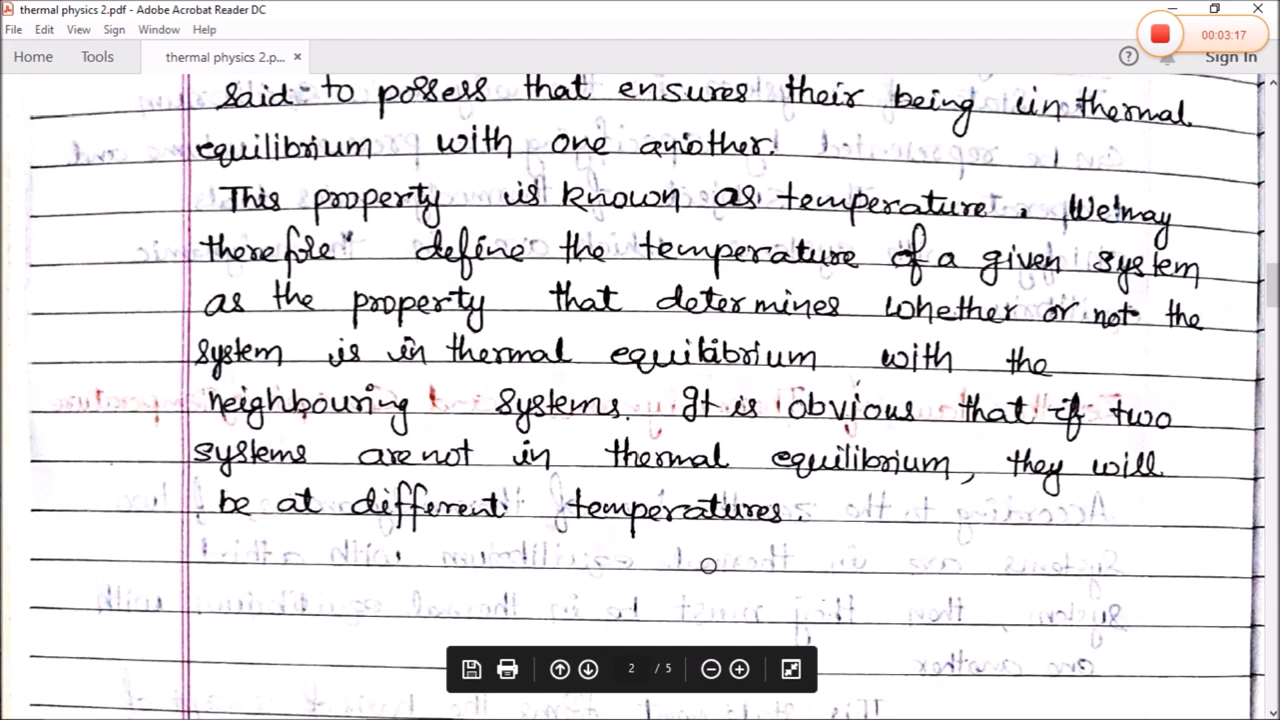 thermal physics 2.pdf - Adobe Acrobat Reader DC
File Edit View Sign Window Help
00:03:17
Home Tools thermal physics 2.p... Sign In
said to possess that ensures their being in thermal
equilibrium with one another.
This property is known as temperature. We may
therefore define the temperature of a given system
as the property that determines whether or not the
system is in thermal equilibrium with the
neighbouring systems. It is obvious that if two
systems are not in thermal equilibrium, they will
be at different temperatures.
2 / 5